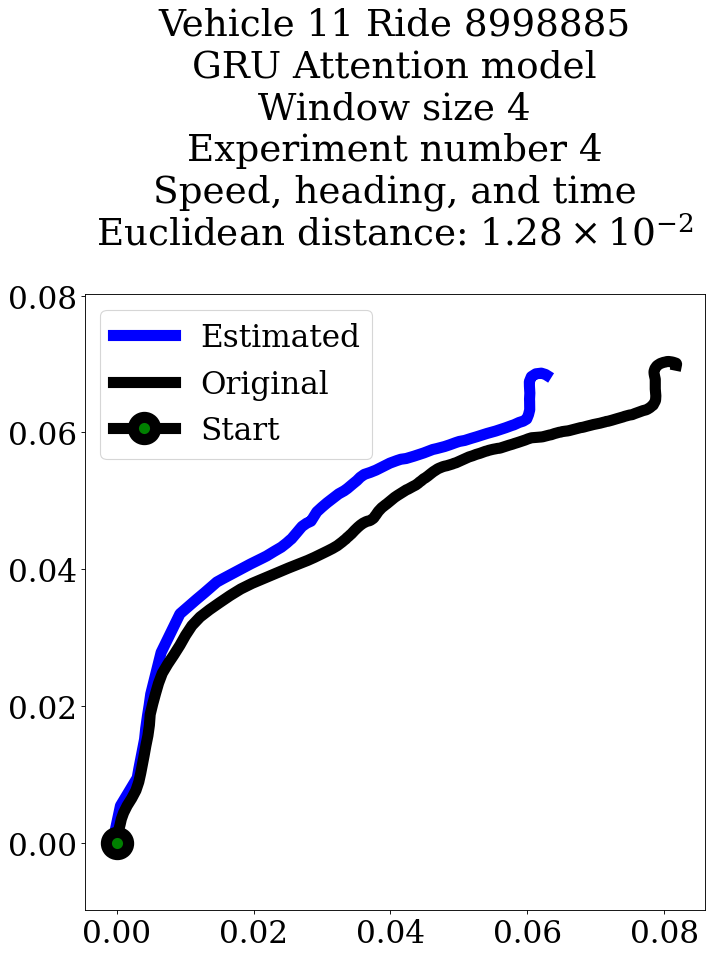 Vehicle 11 Ride 8998885
GRU Attention model
Window size 4
Experiment number 4
Speed, heading, and time
Euclidean distance: 1.28 × 10⁻²
0.08
0.06
0.04
0.02
0.00
Estimated
Original
Start
0.00 0.02 0.04 0.06 0.08